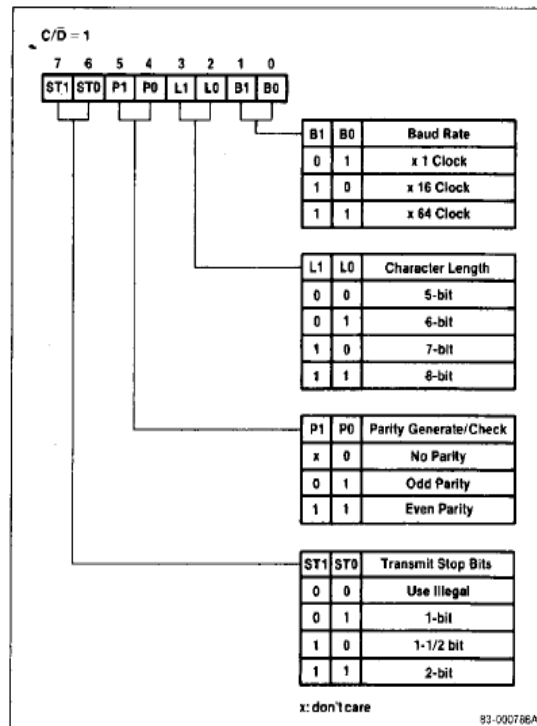 C/D̅ = 1
7 6 5 4 3 2 1 0
ST1 ST0 P1 P0 L1 L0 B1 B0
B1 B0 Baud Rate
0 1 x 1 Clock
1 0 x 16 Clock
1 1 x 64 Clock
L1 L0 Character Length
0 0 5-bit
0 1 6-bit
1 0 7-bit
1 1 8-bit
P1 P0 Parity Generate/Check
x 0 No Parity
0 1 Odd Parity
1 1 Even Parity
ST1 ST0 Transmit Stop Bits
0 0 Use Illegal
0 1 1-bit
1 0 1-1/2 bit
1 1 2-bit
x: don't care
83-000786A